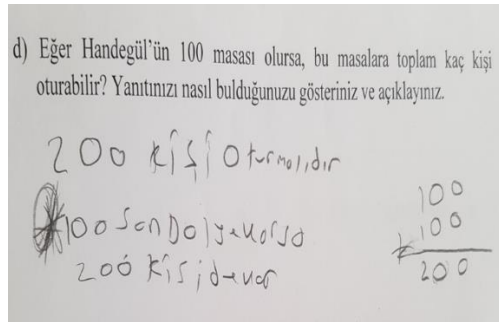 d) Eğer Handegül'ün 100 masası olursa, bu masalara toplam kaç kişi
oturabilir? Yanıtınızı nasıl bulduğunuzu gösteriniz ve açıklayınız.
200 kişi oturmalıdır
100 sandalye varsa
200 kişide var
100
100
+
200